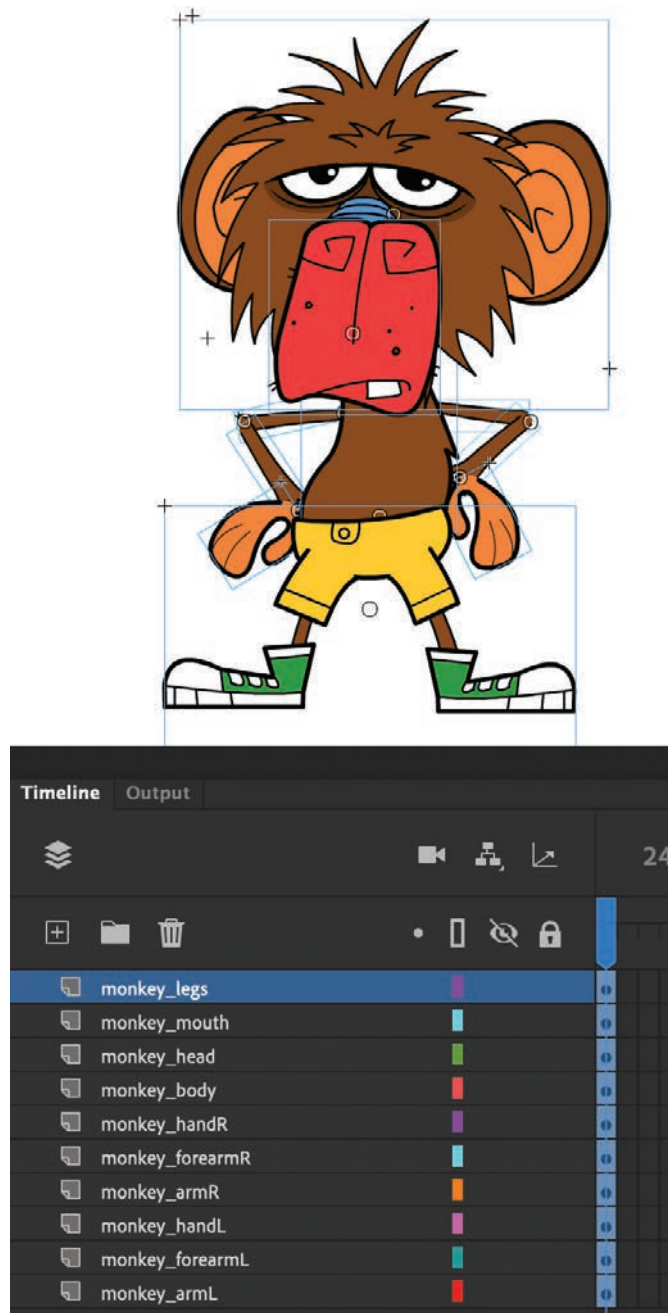 Timeline Output
24
monkey_legs
monkey_mouth
monkey_head
monkey_body
monkey_handR
monkey_forearmR
monkey_armR
monkey_handL
monkey_forearmL
monkey_armL